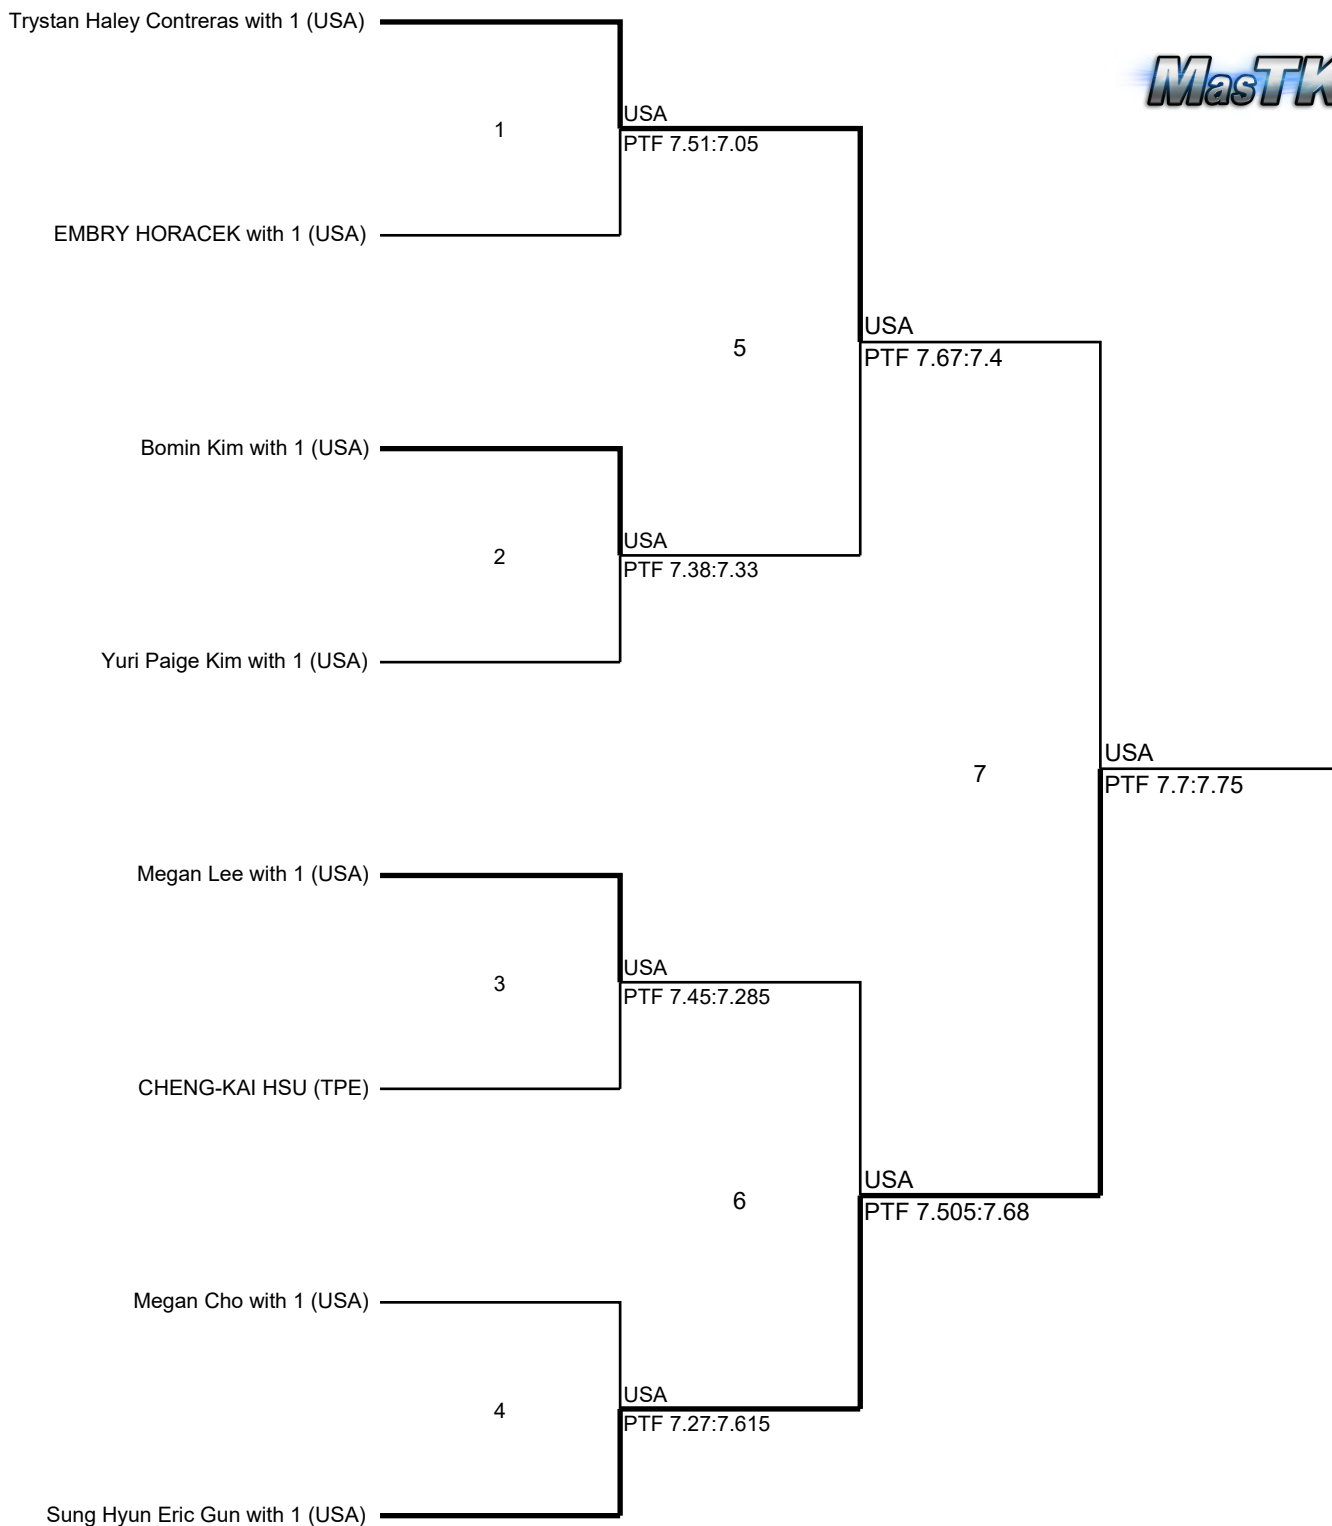 Trystan Haley Contreras with 1 (USA)
MasTK
USA
1
PTF 7.51:7.05
EMBRY HORACEK with 1 (USA)
USA
5
PTF 7.67:7.4
Bomin Kim with 1 (USA)
USA
2
PTF 7.38:7.33
Yuri Paige Kim with 1 (USA)
USA
7
PTF 7.7:7.75
Megan Lee with 1 (USA)
USA
3
PTF 7.45:7.285
CHENG-KAI HSU (TPE)
USA
6
PTF 7.505:7.68
Megan Cho with 1 (USA)
USA
4
PTF 7.27:7.615
Sung Hyun Eric Gun with 1 (USA)